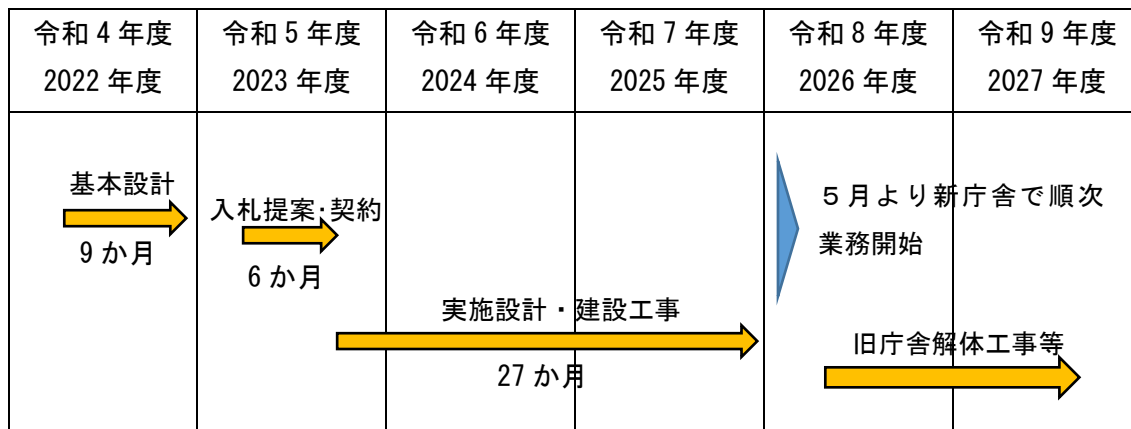 令和4年度 令和5年度 令和6年度 令和7年度 令和8年度 令和9年度
2022年度 2023年度 2024年度 2025年度 2026年度 2027年度
基本設計
9か月
入札提案・契約
6か月
5月より新庁舎で順次
業務開始
実施設計・建設工事
27か月
旧庁舎解体工事等